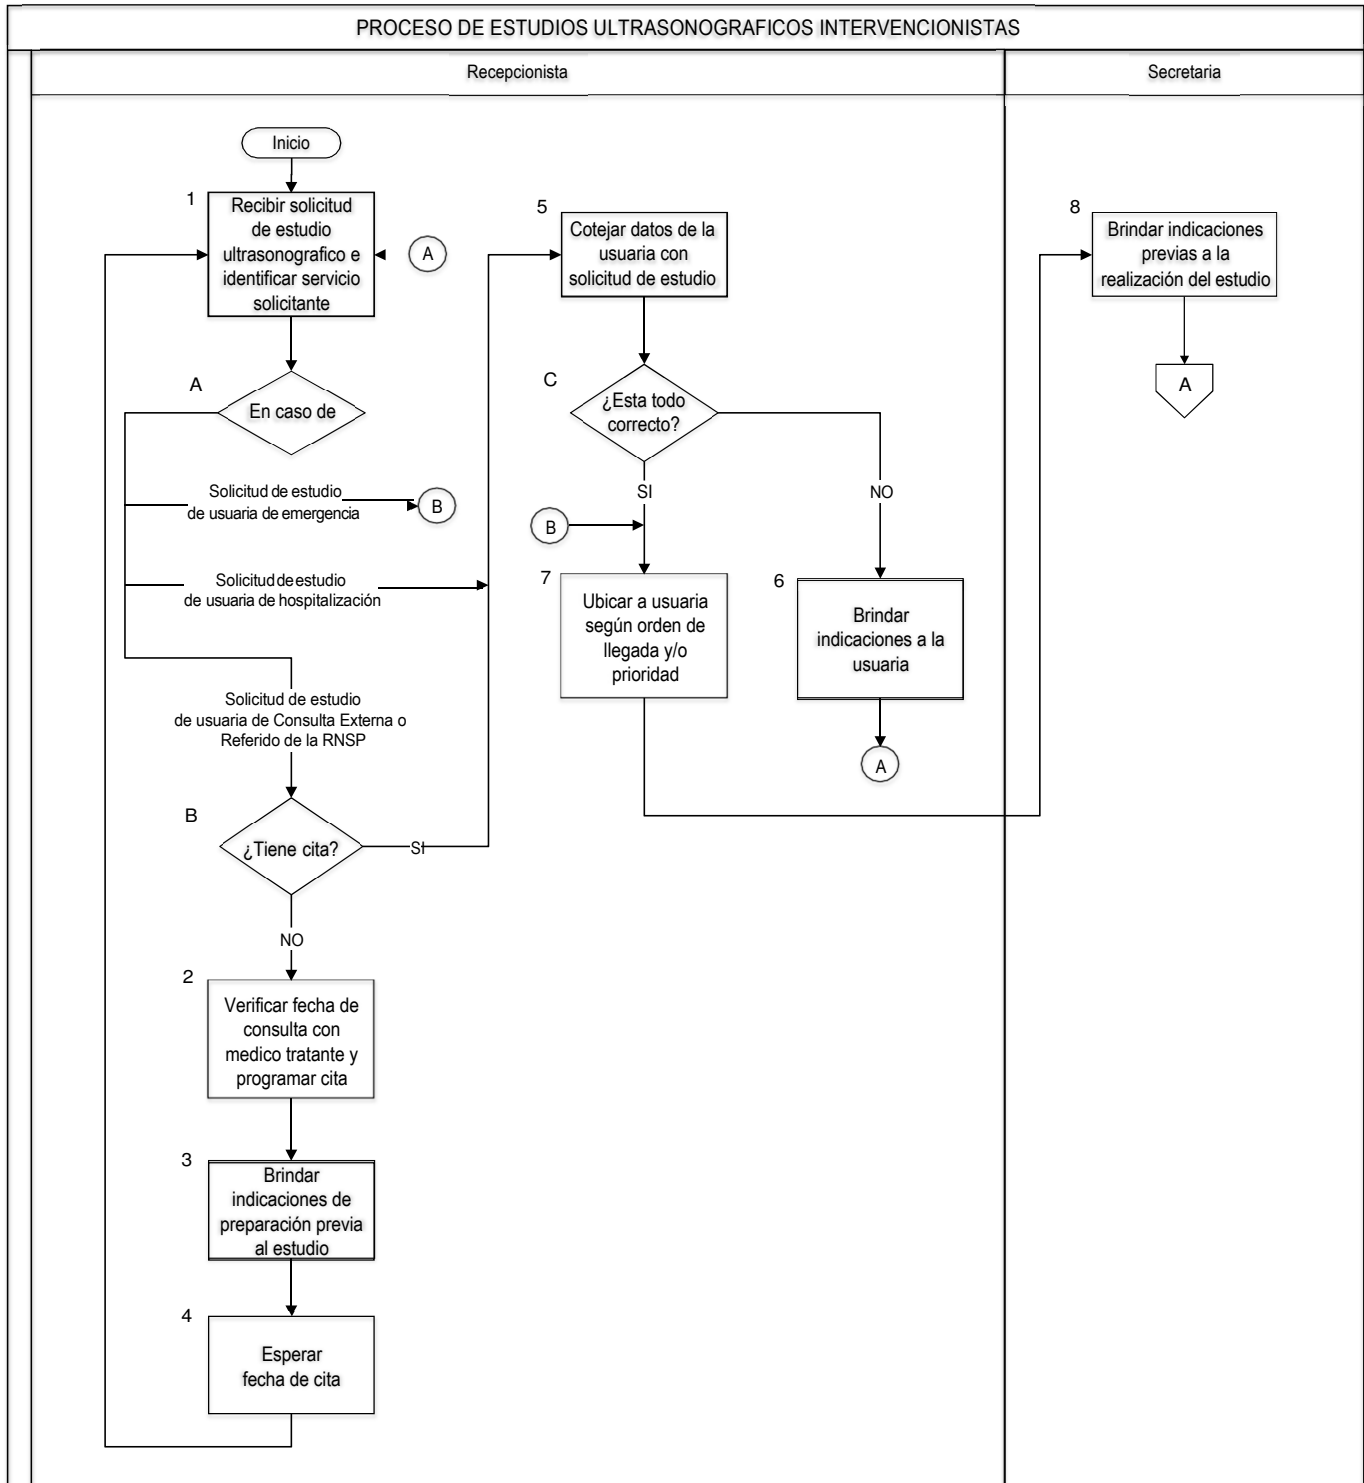 PROCESO DE ESTUDIOS ULTRASONOGRAFICOS INTERVENCIONISTAS
Recepcionista
Secretaria
Inicio
1
Recibir solicitud
de estudio
ultrasonografico e
identificar servicio
solicitante
A
A
En caso de
Solicitud de estudio
de usuaria de emergencia
B
Solicitud de estudio
de usuaria de hospitalización
Solicitud de estudio
de usuaria de Consulta Externa o
Referido de la RNSP
B
¿Tiene cita?
SI
NO
2
Verificar fecha de
consulta con
medico tratante y
programar cita
3
Brindar
indicaciones de
preparación previa
al estudio
4
Esperar
fecha de cita
5
Cotejar datos de la
usuaria con
solicitud de estudio
C
¿Esta todo
correcto?
SI
NO
B
7
Ubicar a usuaria
según orden de
llegada y/o
prioridad
6
Brindar
indicaciones a la
usuaria
A
8
Brindar indicaciones
previas a la
realización del estudio
A